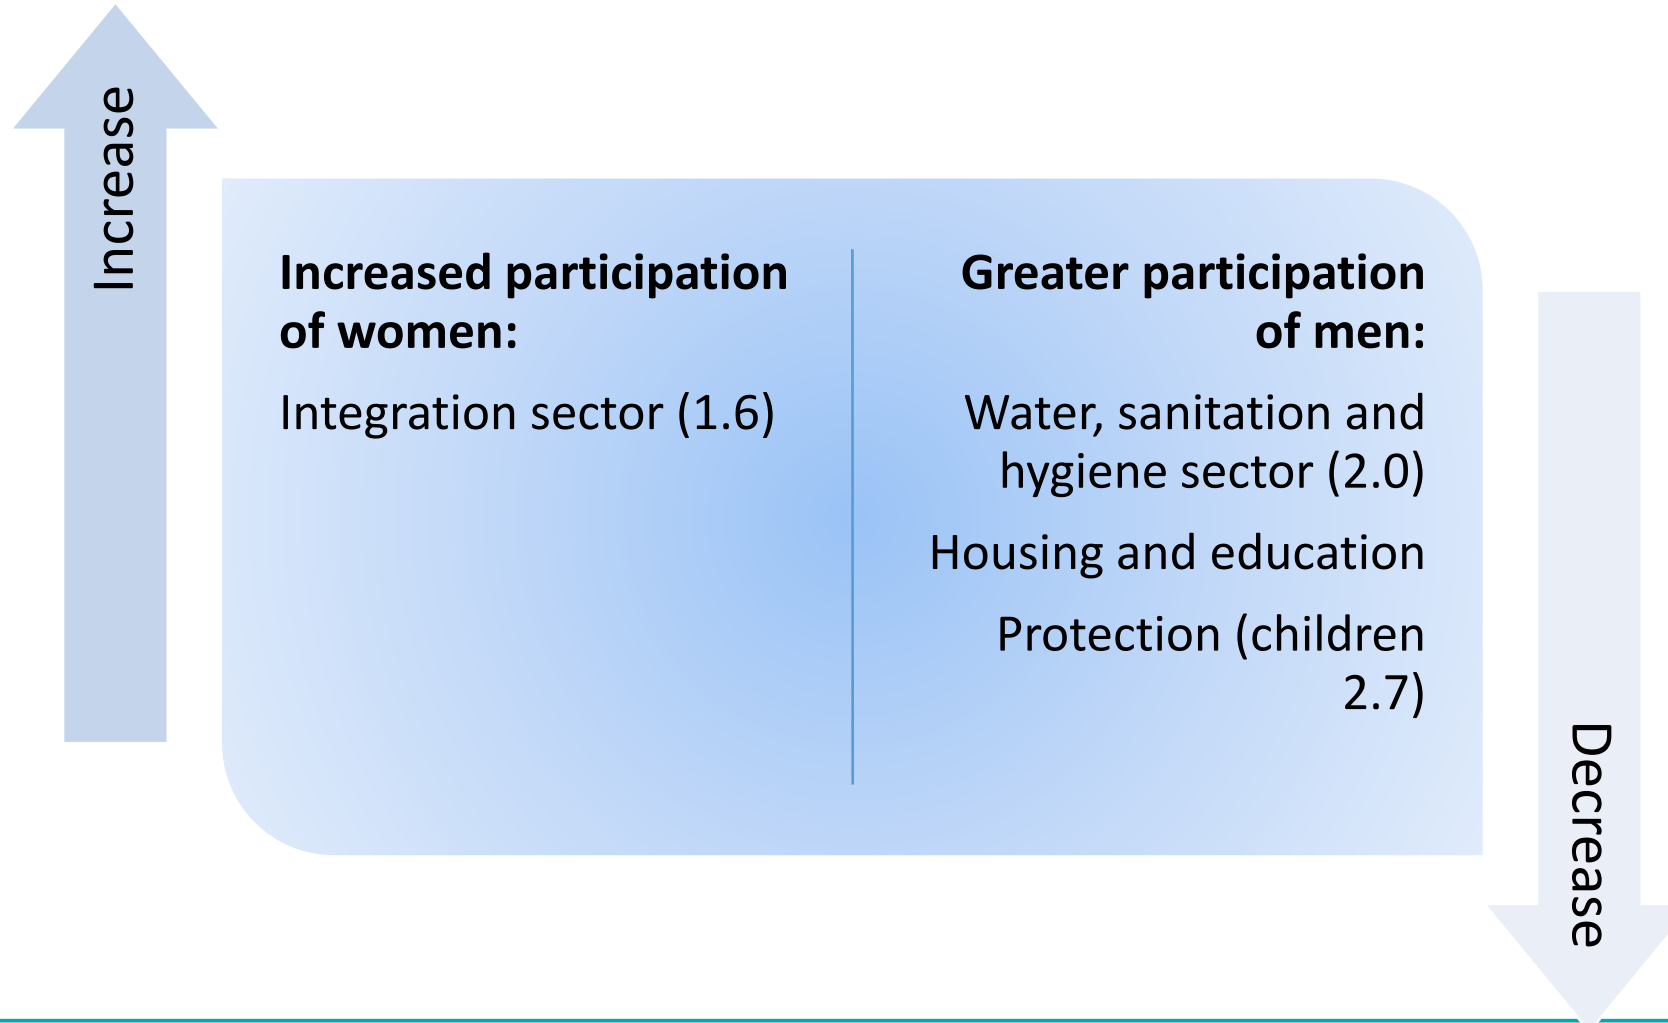 Increase
Increased participation
of women:
Integration sector (1.6)
Greater participation
of men:
Water, sanitation and
hygiene sector (2.0)
Housing and education
Protection (children
2.7)
Decrease